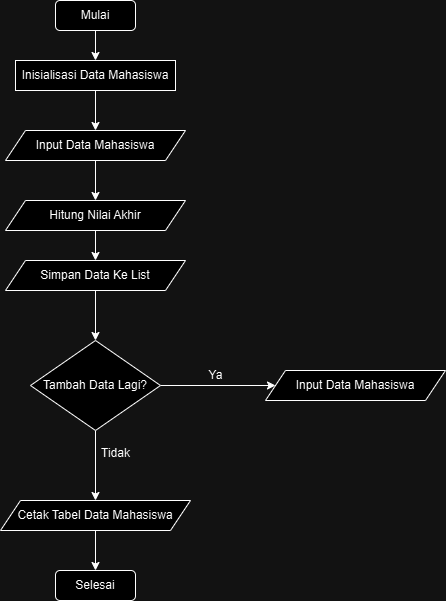 Mulai
Inisialisasi Data Mahasiswa
Input Data Mahasiswa
Hitung Nilai Akhir
Simpan Data Ke List
Tambah Data Lagi?
Ya
Input Data Mahasiswa
Tidak
Cetak Tabel Data Mahasiswa
Selesai